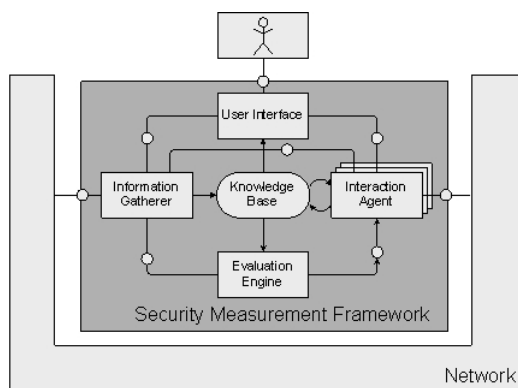 User Interface
Information
Gatherer
Knowledge
Base
Interaction
Agent
Evaluation
Engine
Security Measurement Framework
Network